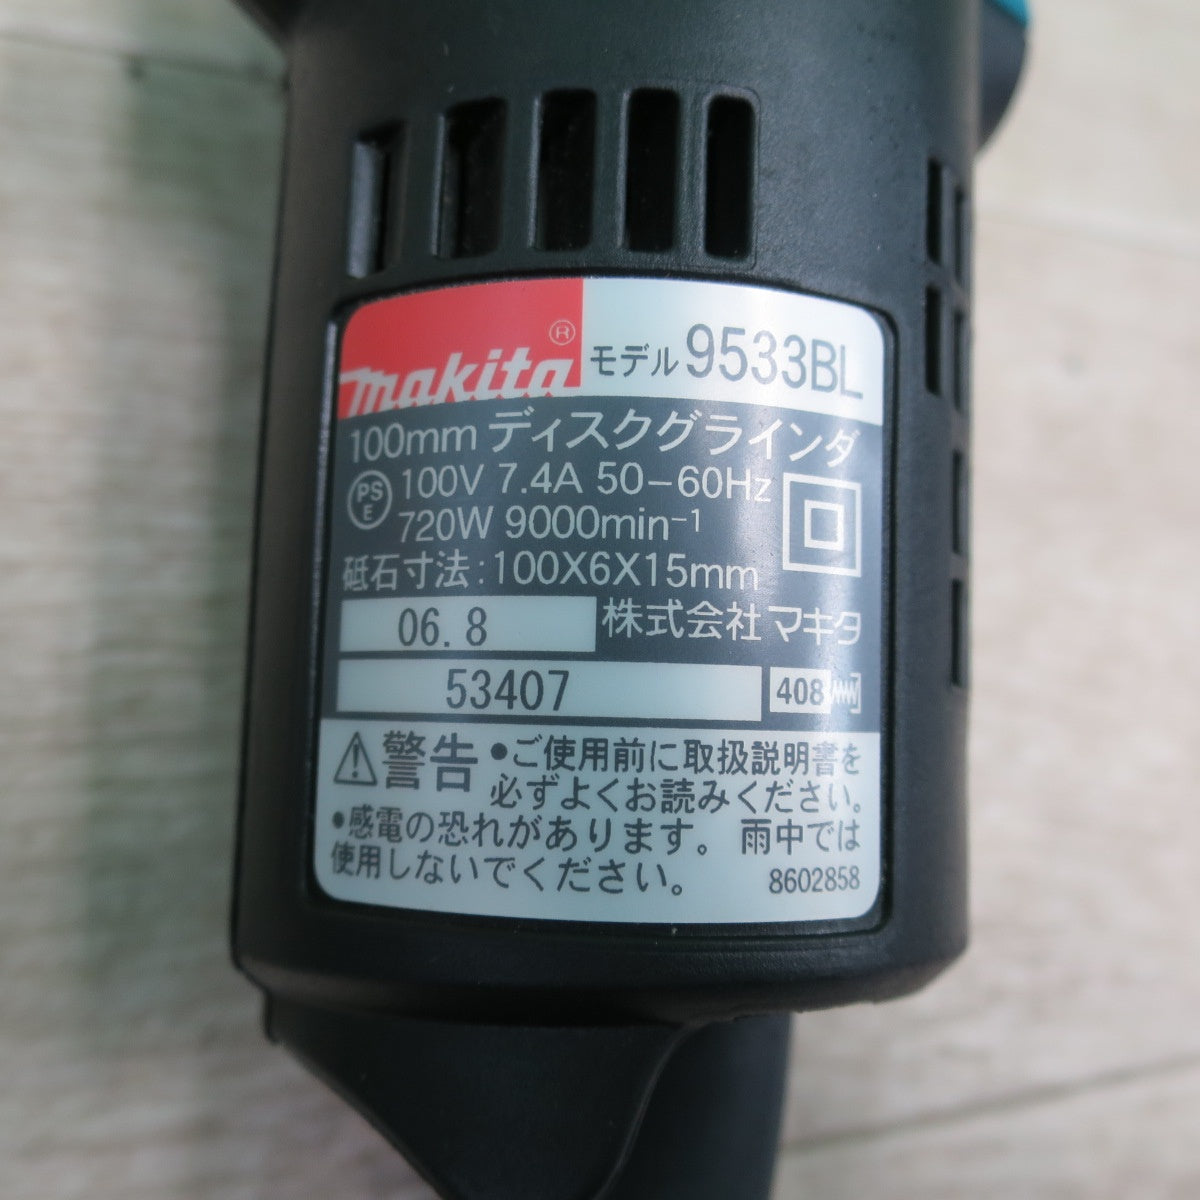 makita® モデル 9533BL
100mm ディスクグラインダ
PSE 100V 7.4A 50-60Hz
720W 9000min⁻¹
砥石寸法:100X6X15mm
06.8 株式会社 マキタ
53407 408
⚠警告 •ご使用前に取扱説明書を
必ずよくお読みください。
•感電の恐れがあります。 雨中では
使用しないでください。 8602858